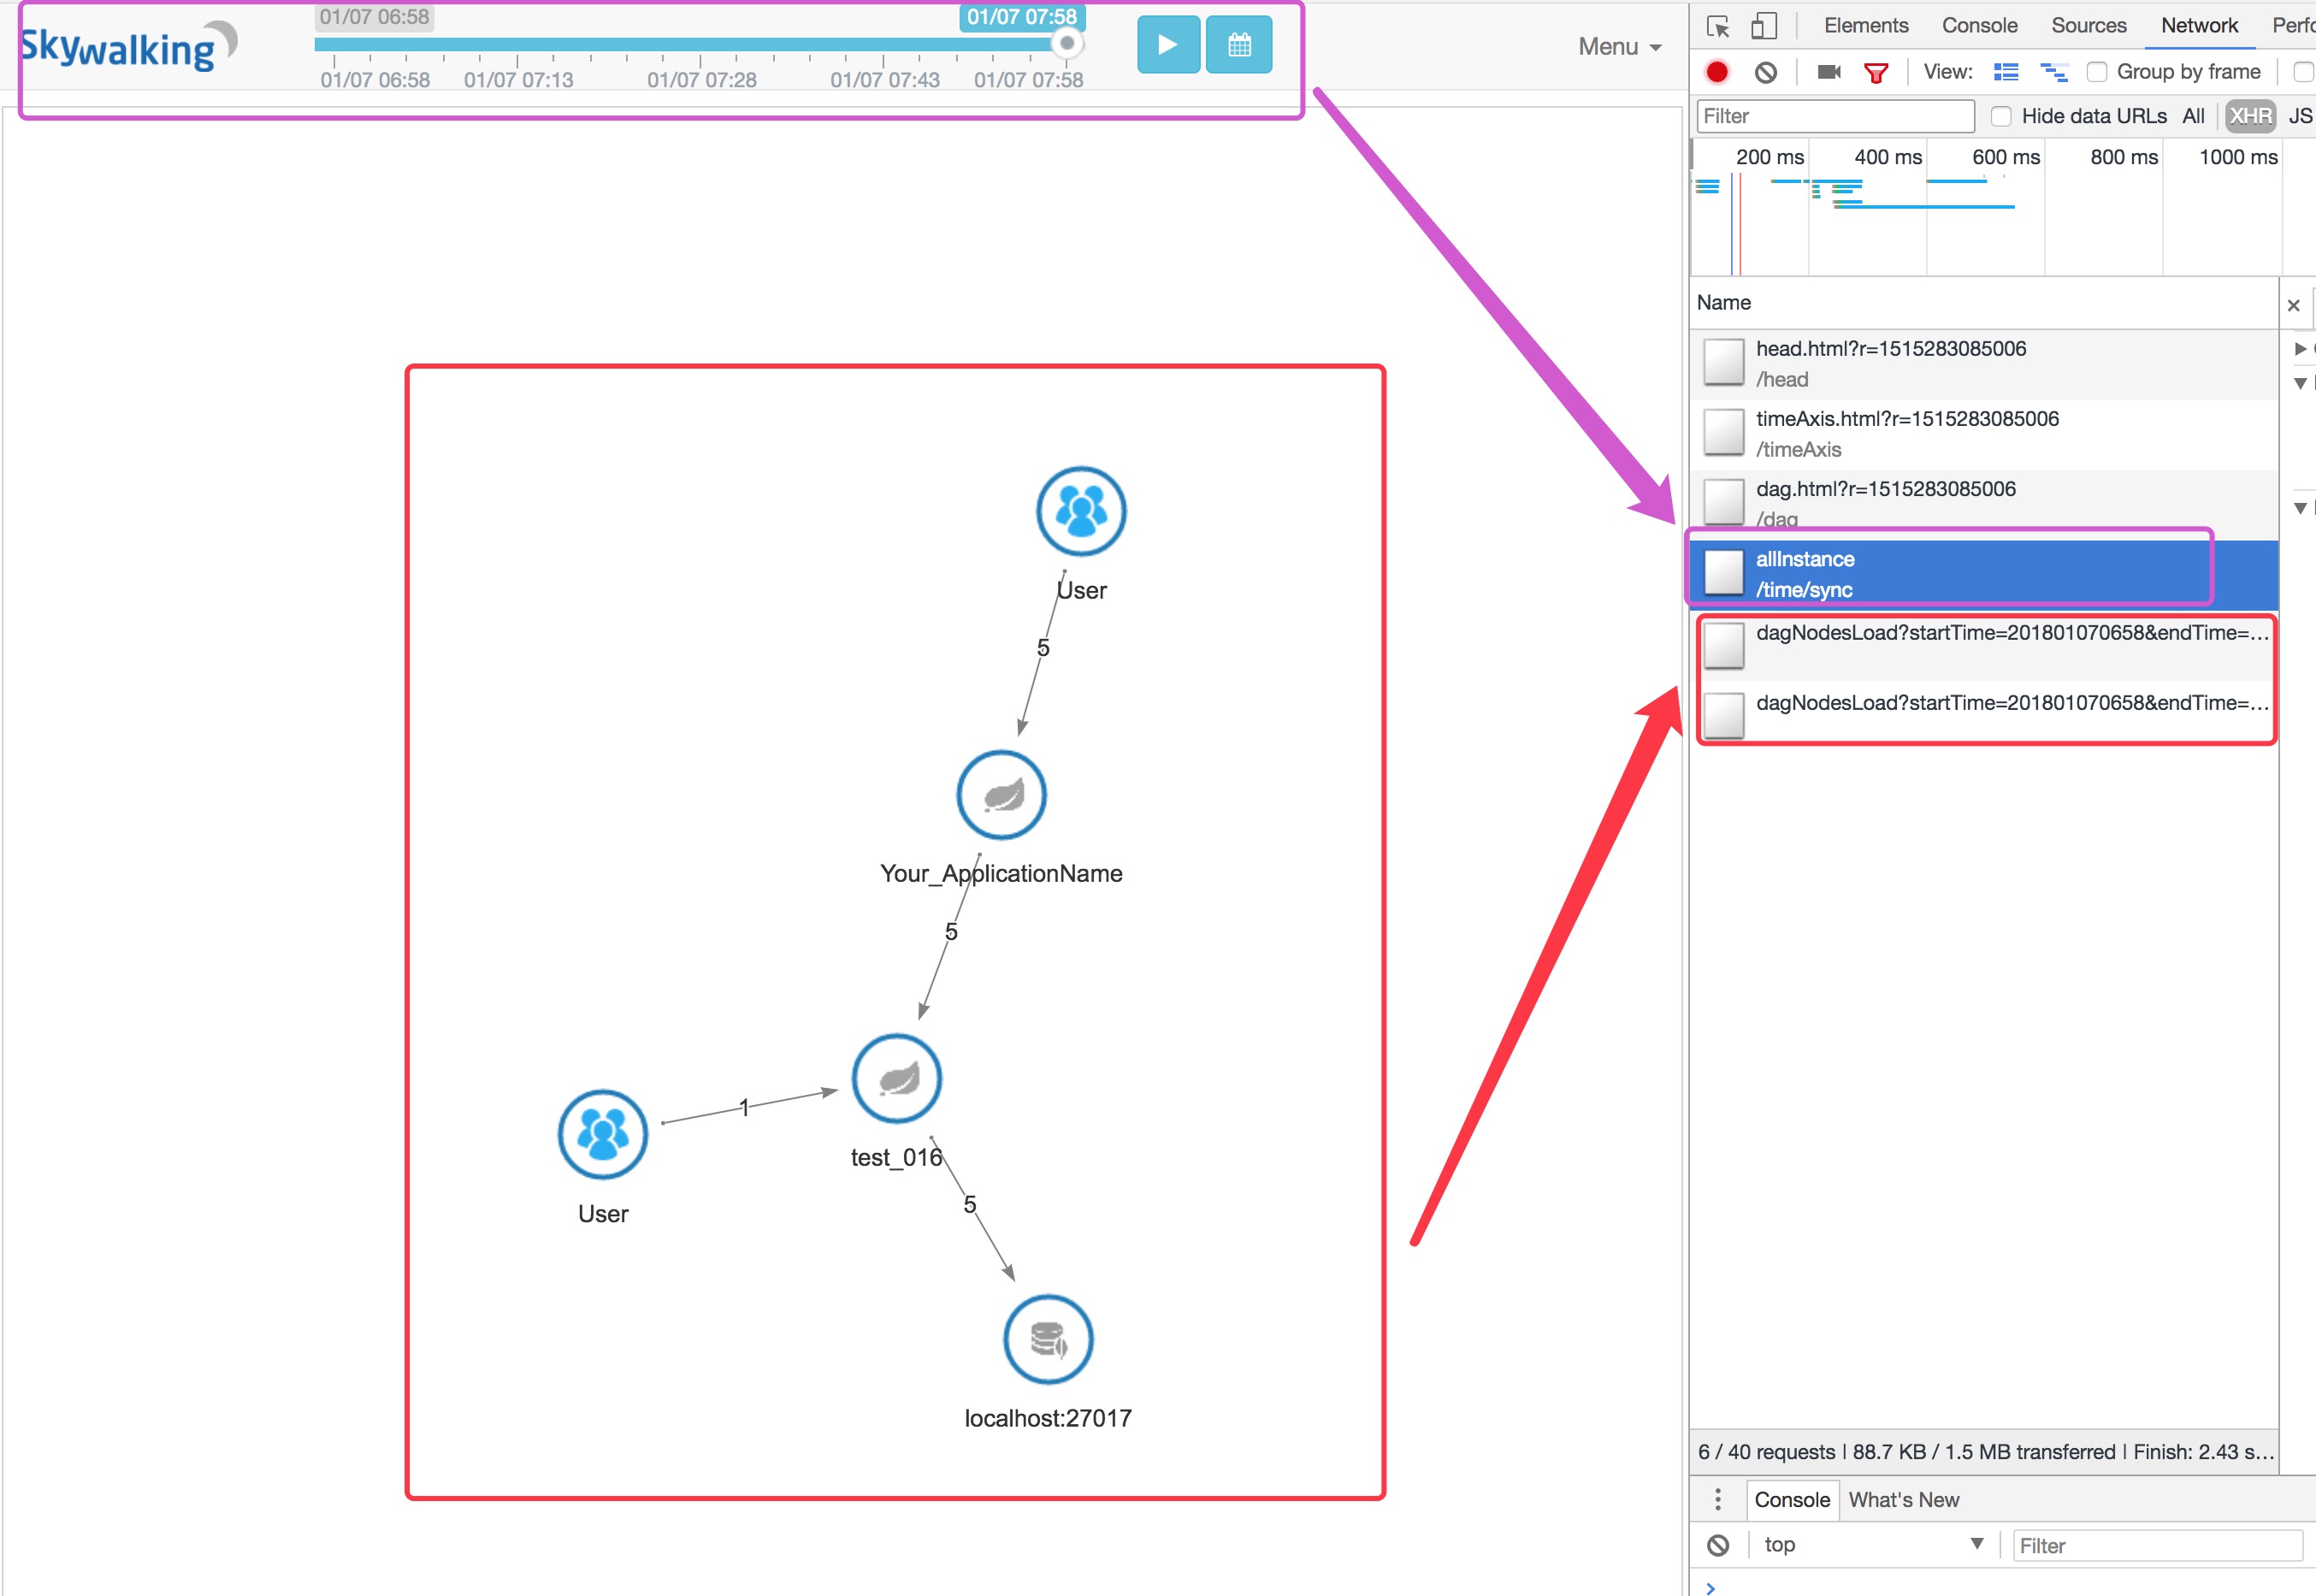 Skywalking
01/07 06:58
01/07 07:58
01/07 06:58 01/07 07:13 01/07 07:28 01/07 07:43 01/07 07:58
Menu
User
5
Your_ApplicationName
5
1
test_016
User
5
localhost:27017
Elements Console Sources Network Perfo
View: Group by frame
Filter Hide data URLs All XHR JS
200 ms 400 ms 600 ms 800 ms 1000 ms
Name
×
head.html?r=1515283085006
/head
timeAxis.html?r=1515283085006
/timeAxis
dag.html?r=1515283085006
/dag
allInstance
/time/sync
dagNodesLoad?startTime=201801070658&endTime=...
dagNodesLoad?startTime=201801070658&endTime=...
6 / 40 requests | 88.7 KB / 1.5 MB transferred | Finish: 2.43 s...
Console What's New
top Filter